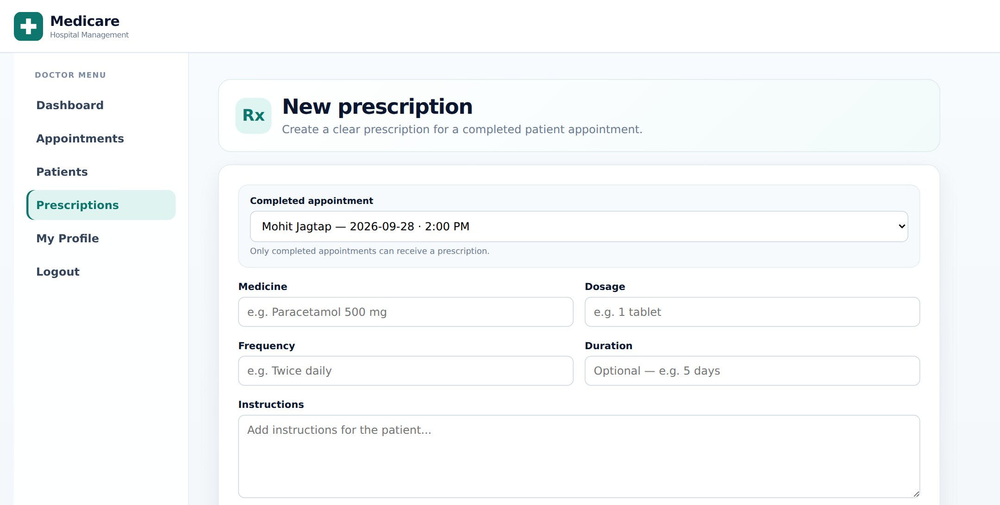 Medicare
Hospital Management
DOCTOR MENU
Dashboard
Appointments
Patients
Prescriptions
My Profile
Logout
Rx
New prescription
Create a clear prescription for a completed patient appointment.
Completed appointment
Mohit Jagtap — 2026-09-28 · 2:00 PM
Only completed appointments can receive a prescription.
Medicine
Dosage
e.g. Paracetamol 500 mg
e.g. 1 tablet
Frequency
Duration
e.g. Twice daily
Optional — e.g. 5 days
Instructions
Add instructions for the patient...